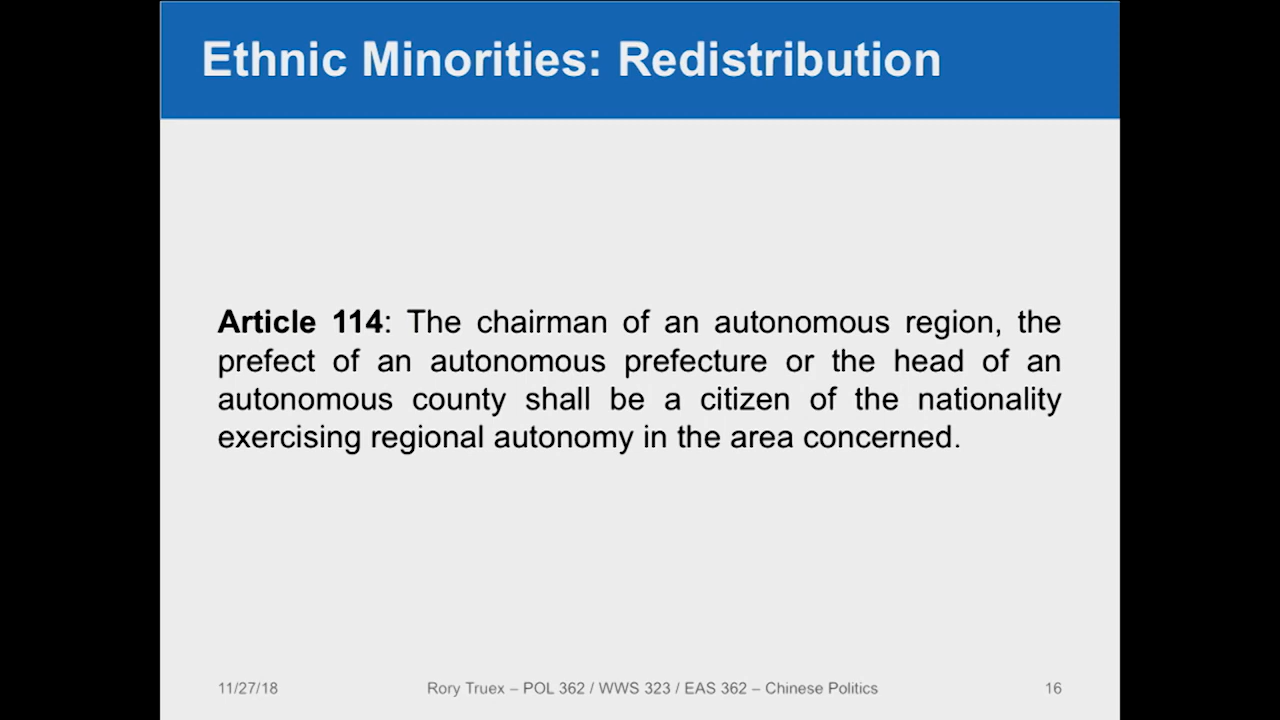 Ethnic Minorities: Redistribution
Article 114: The chairman of an autonomous region, the
prefect of an autonomous prefecture or the head of an
autonomous county shall be a citizen of the nationality
exercising regional autonomy in the area concerned.
11/27/18 Rory Truex – POL 362 / WWS 323 / EAS 362 – Chinese Politics 16